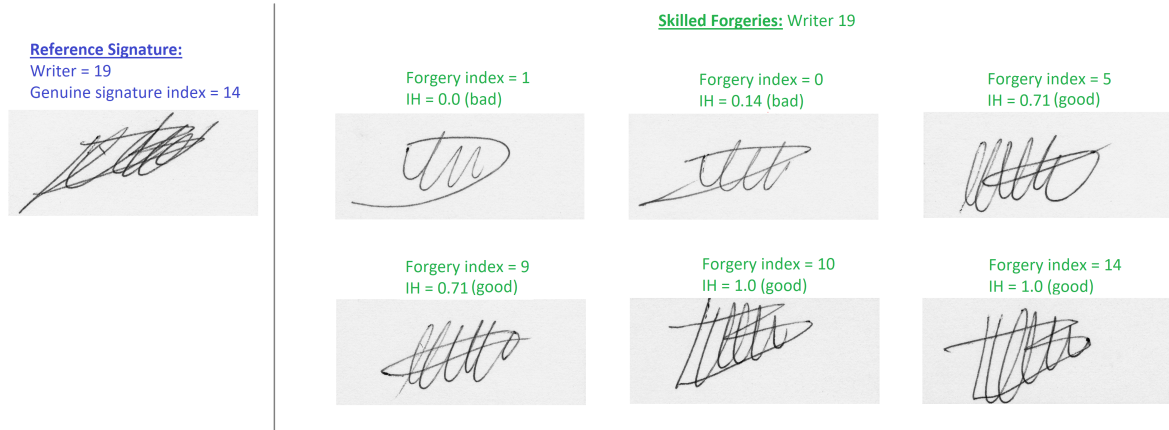 Reference Signature:
Writer = 19
Genuine signature index = 14
Skilled Forgeries: Writer 19
Forgery index = 1
IH = 0.0 (bad)
Forgery index = 0
IH = 0.14 (bad)
Forgery index = 5
IH = 0.71 (good)
Forgery index = 9
IH = 0.71 (good)
Forgery index = 10
IH = 1.0 (good)
Forgery index = 14
IH = 1.0 (good)